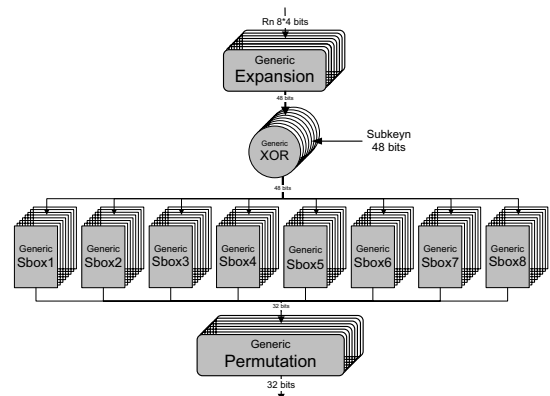 Rn 8*4 bits
Generic
Expansion
48 bits
Generic
XOR
Subkeyn
48 bits
48 bits
Generic
Sbox1
Generic
Sbox2
Generic
Sbox3
Generic
Sbox4
Generic
Sbox5
Generic
Sbox6
Generic
Sbox7
Generic
Sbox8
32 bits
Generic
Permutation
32 bits